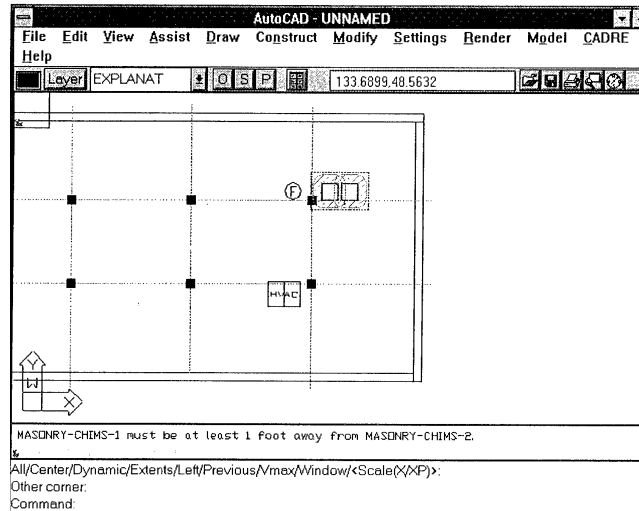 AutoCAD - UNNAMED
File Edit View Assist Draw Construct Modify Settings Render Model CADRE
Help
Layer EXPLANAT O S P 133.6899,48.5632
F
HVAC
Y
W
X
MASONRY-CHIMS-1 must be at least 1 foot away from MASONRY-CHIMS-2.
All/Center/Dynamic/Extents/Left/Previous/Vmax/Window/<Scale(X/XP)>:
Other corner:
Command: